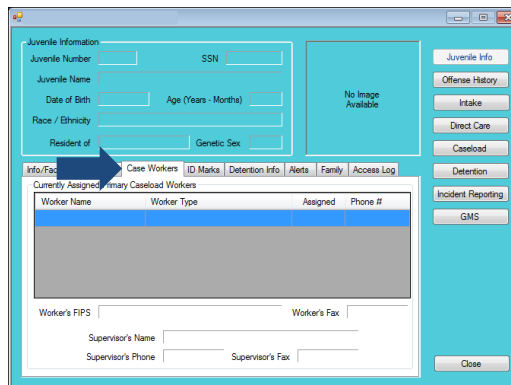 Juvenile Information
Juvenile Number SSN
Juvenile Name
Date of Birth Age (Years - Months)
Race / Ethnicity
Resident of Genetic Sex
No Image
Available
Juvenile Info
Offense History
Intake
Direct Care
Caseload
Detention
Incident Reporting
GMS
Case Workers ID Marks Detention Info Alerts Family Access Log
Currently Assigned Primary Caseload Workers
Worker Name Worker Type Assigned Phone #
Worker's FIPS Worker's Fax
Supervisor's Name
Supervisor's Phone Supervisor's Fax
Close